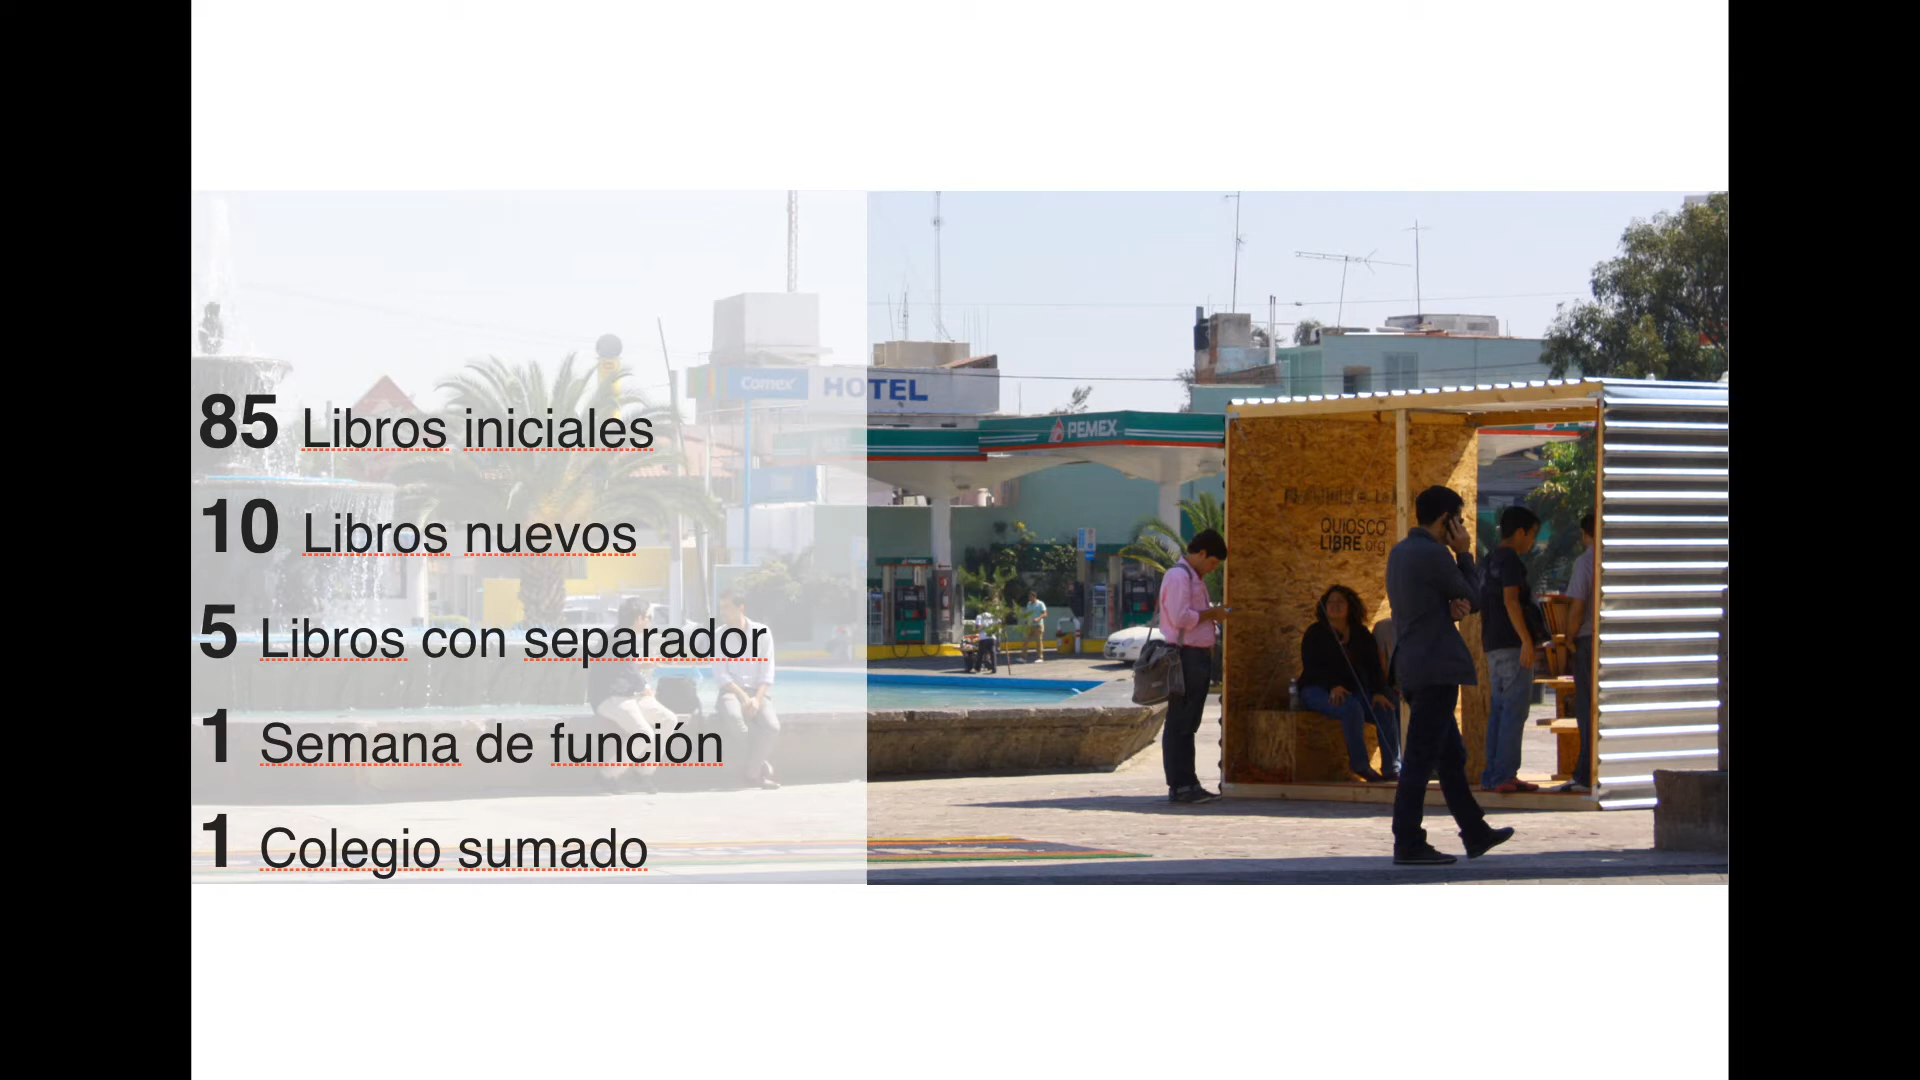 85 Libros iniciales
10 Libros nuevos
5 Libros con separador
1 Semana de función
1 Colegio sumado
Comex
HOTEL
PEMEX
QUIOSCO
LIBRE.org